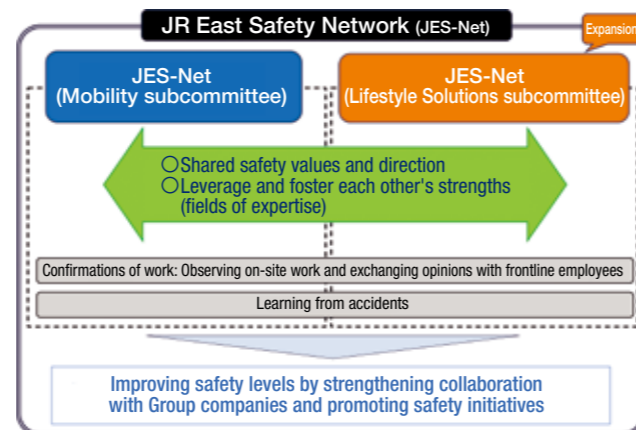 JR East Safety Network (JES-Net)
Expansion
JES-Net
(Mobility subcommittee)
JES-Net
(Lifestyle Solutions subcommittee)
○Shared safety values and direction
○Leverage and foster each other's strengths
(fields of expertise)
Confirmations of work: Observing on-site work and exchanging opinions with frontline employees
Learning from accidents
Improving safety levels by strengthening collaboration
with Group companies and promoting safety initiatives